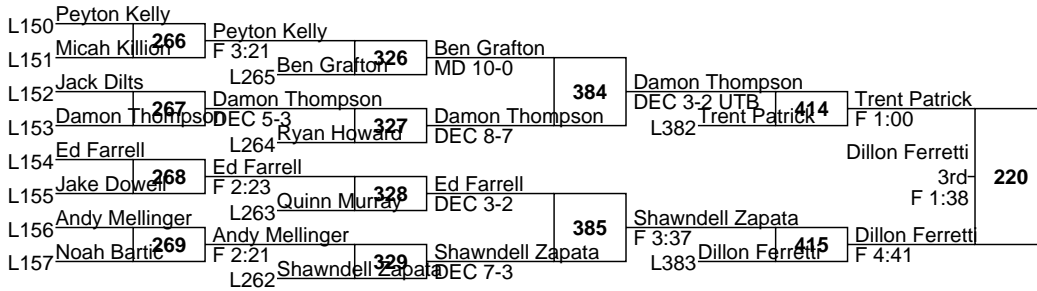 L150 Peyton Kelly
266
L151 Micah Killion
Peyton Kelly
F 3:21
326
L265 Ben Grafton
Ben Grafton
MD 10-0
L152 Jack Dilts
267
L153 Damon Thompson
Damon Thompson
DEC 5-3
327
L264 Ryan Howard
Damon Thompson
DEC 8-7
384
Damon Thompson
DEC 3-2 UTB
414
L382 Trent Patrick
Trent Patrick
F 1:00
L154 Ed Farrell
268
L155 Jake Dowell
Ed Farrell
F 2:23
328
L263 Quinn Murray
Ed Farrell
DEC 3-2
L156 Andy Mellinger
269
L157 Noah Bartic
Andy Mellinger
F 2:21
329
L262 Shawndell Zapata
Shawndell Zapata
DEC 7-3
385
Shawndell Zapata
F 3:37
415
L383 Dillon Ferretti
Dillon Ferretti
F 4:41
Dillon Ferretti
3rd
F 1:38
220